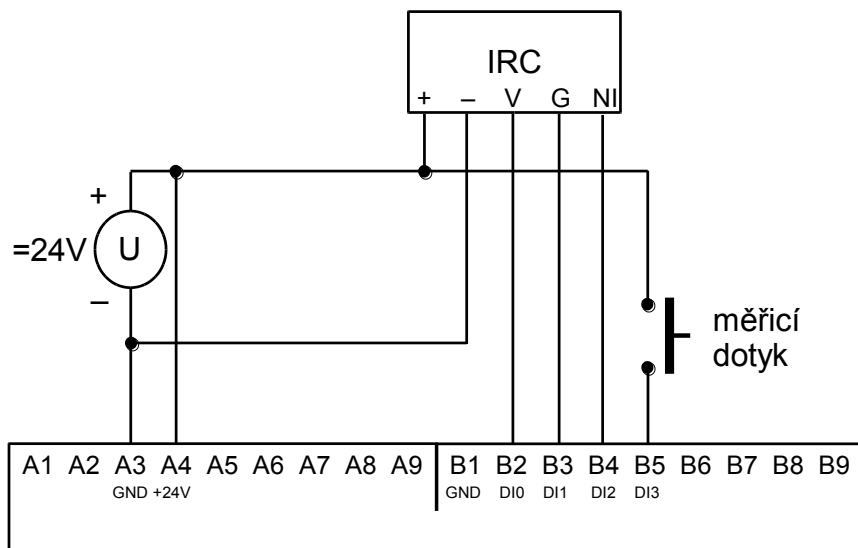 IRC
+ – V G NI
+
=24V U
–
měřicí
dotyk
A1 A2 A3 A4 A5 A6 A7 A8 A9 B1 B2 B3 B4 B5 B6 B7 B8 B9
GND +24V GND DI0 DI1 DI2 DI3